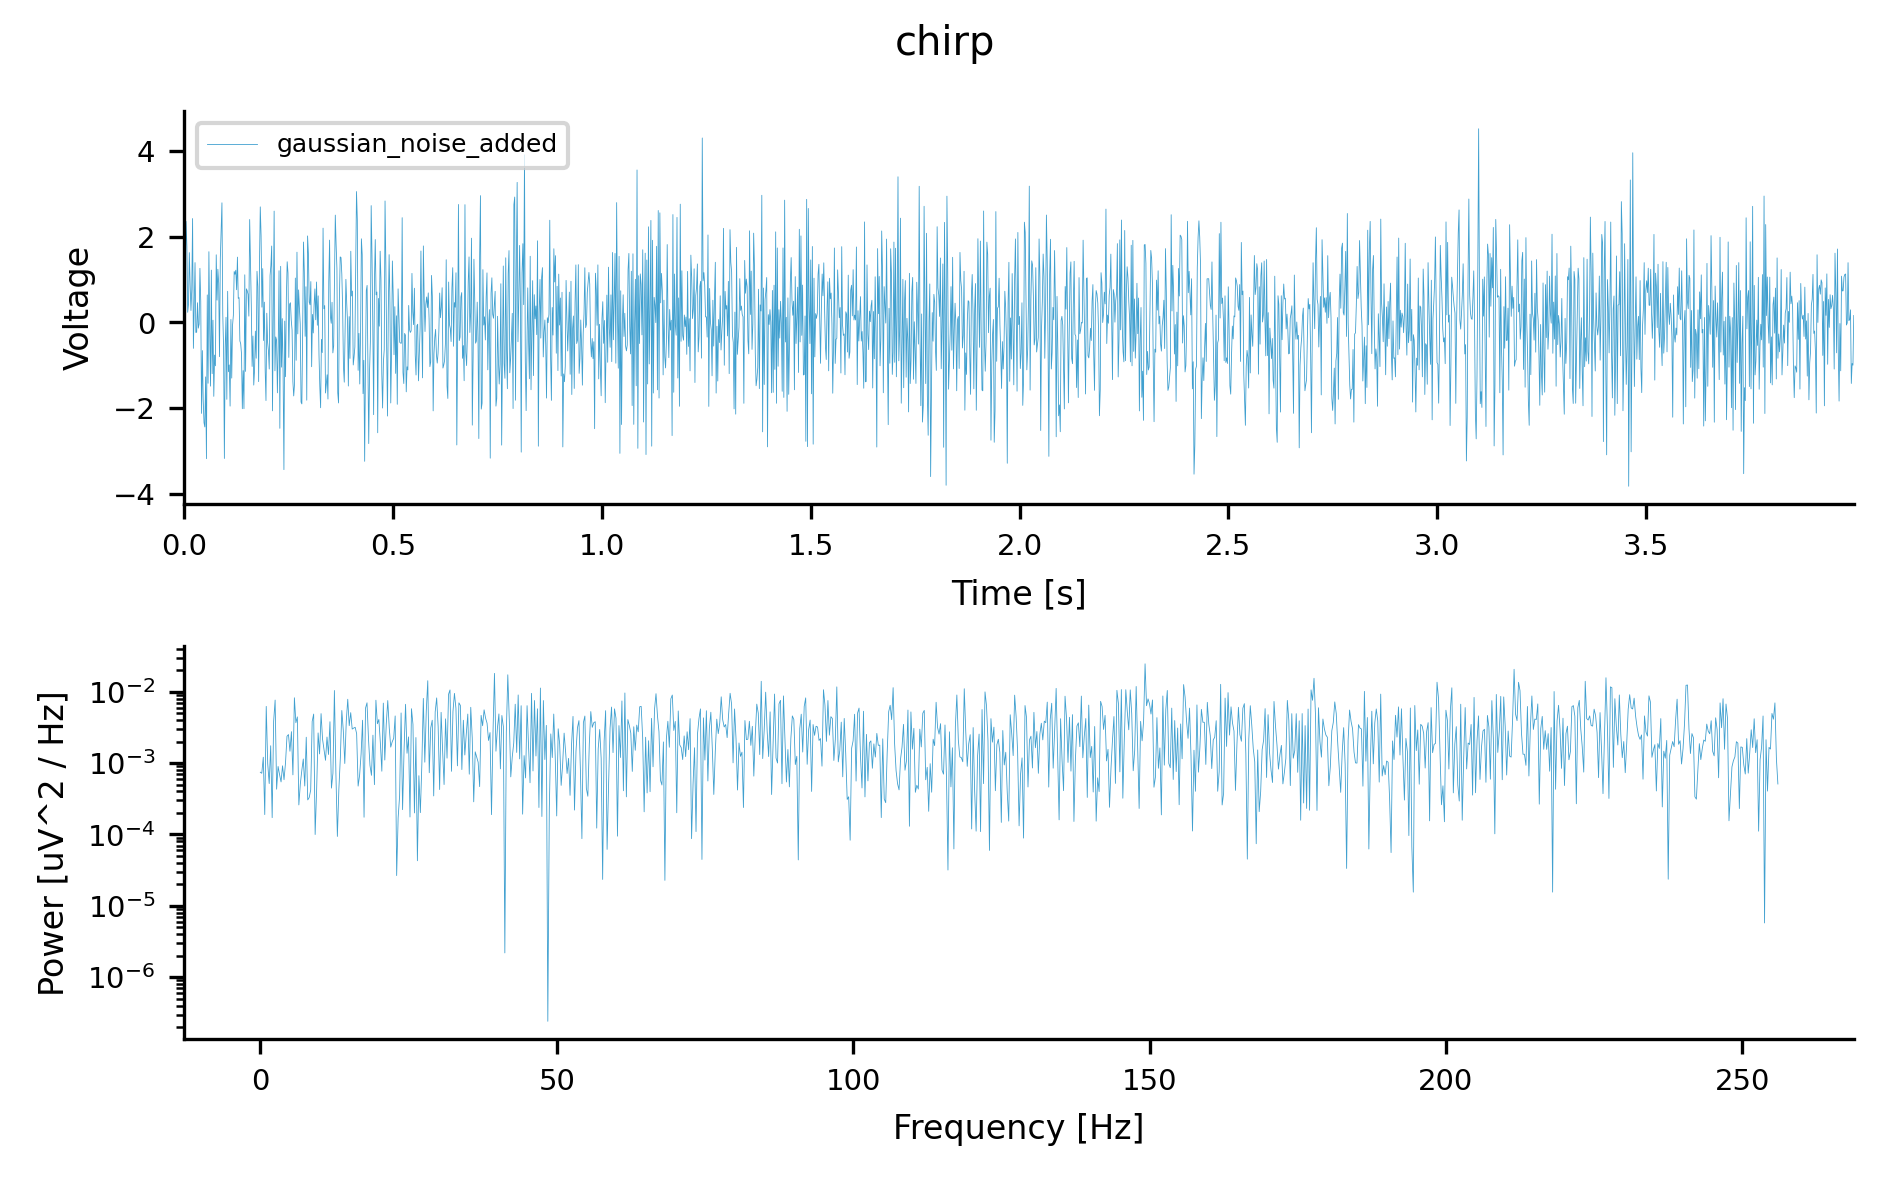 chirp
gaussian_noise_added
Voltage
4
2
0
−2
−4
0.0 0.5 1.0 1.5 2.0 2.5 3.0 3.5
Time [s]
Power [uV^2 / Hz]
10⁻²
10⁻³
10⁻⁴
10⁻⁵
10⁻⁶
0 50 100 150 200 250
Frequency [Hz]